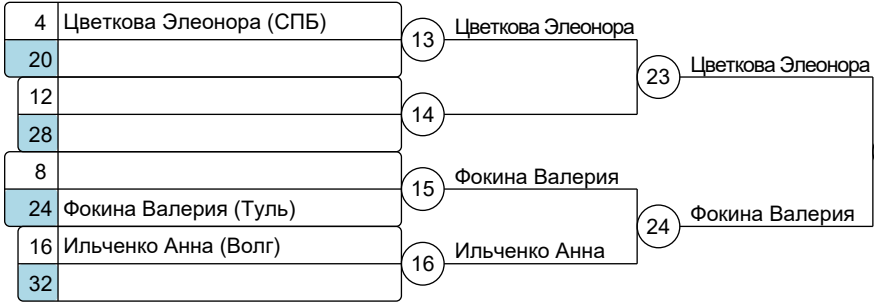 4 Цветкова Элеонора (СПБ)
20
13 Цветкова Элеонора
23 Цветкова Элеонора
12
28
14
8
24 Фокина Валерия (Туль)
15 Фокина Валерия
24 Фокина Валерия
16 Ильченко Анна (Волг)
32
16 Ильченко Анна